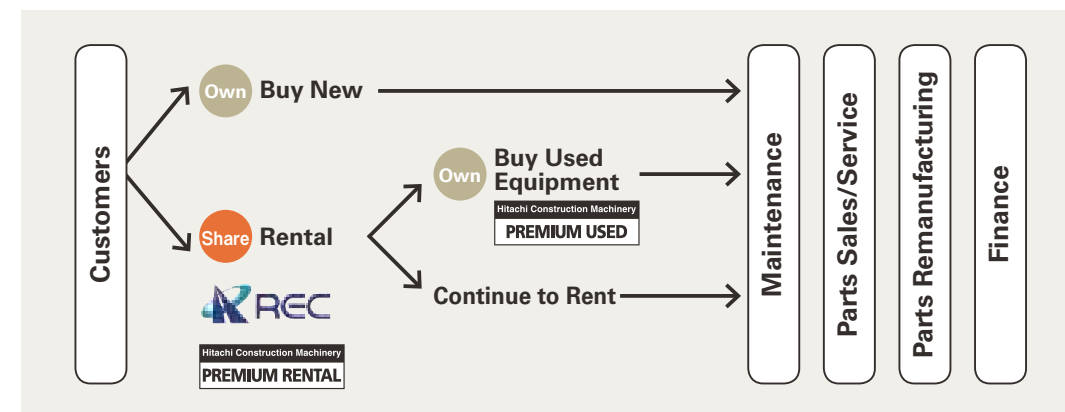 Customers
Own
Buy New
Share
Rental
REC
Hitachi Construction Machinery
PREMIUM RENTAL
Own
Buy Used
Equipment
Hitachi Construction Machinery
PREMIUM USED
Continue to Rent
Maintenance
Parts Sales/Service
Parts Remanufacturing
Finance